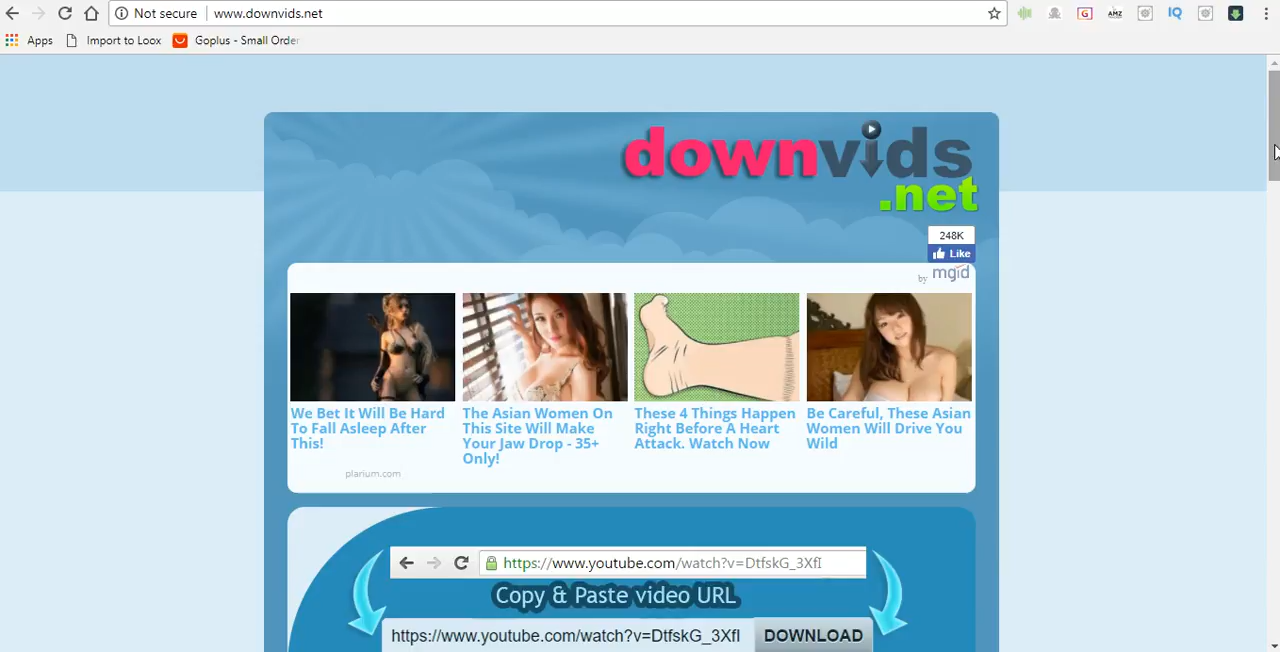 Not secure www.downvids.net
G AMZ IQ
Apps Import to Loox Goplus - Small Order
downvids
.net
248K
Like
by mgid
We Bet It Will Be Hard
To Fall Asleep After
This!
plarium.com
The Asian Women On
This Site Will Make
Your Jaw Drop - 35+
Only!
These 4 Things Happen
Right Before A Heart
Attack. Watch Now
Be Careful, These Asian
Women Will Drive You
Wild
https://www.youtube.com/watch?v=DtfskG_3XfI
Copy & Paste video URL
https://www.youtube.com/watch?v=DtfskG_3XfI DOWNLOAD